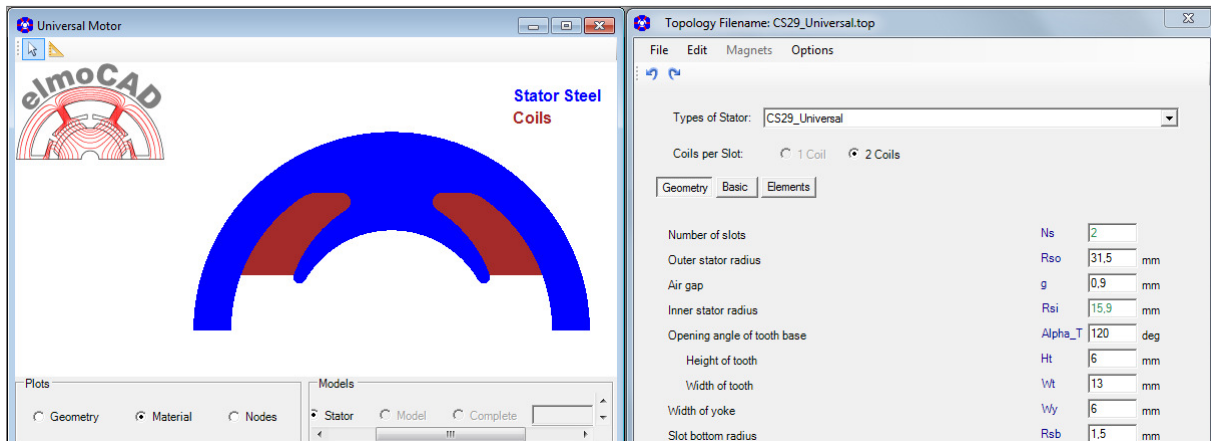 Universal Motor
elmoCAD
Stator Steel
Coils
Plots
Geometry
Material
Nodes
Models
Stator
Model
Complete
Topology Filename: CS29_Universal.top
File Edit Magnets Options
Types of Stator: CS29_Universal
Coils per Slot: 1 Coil 2 Coils
Geometry Basic Elements
Number of slots Ns 2
Outer stator radius Rso 31,5 mm
Air gap g 0,9 mm
Inner stator radius Rsi 15,9 mm
Opening angle of tooth base Alpha_T 120 deg
Height of tooth Ht 6 mm
Width of tooth Wt 13 mm
Width of yoke Wy 6 mm
Slot bottom radius Rsb 1,5 mm